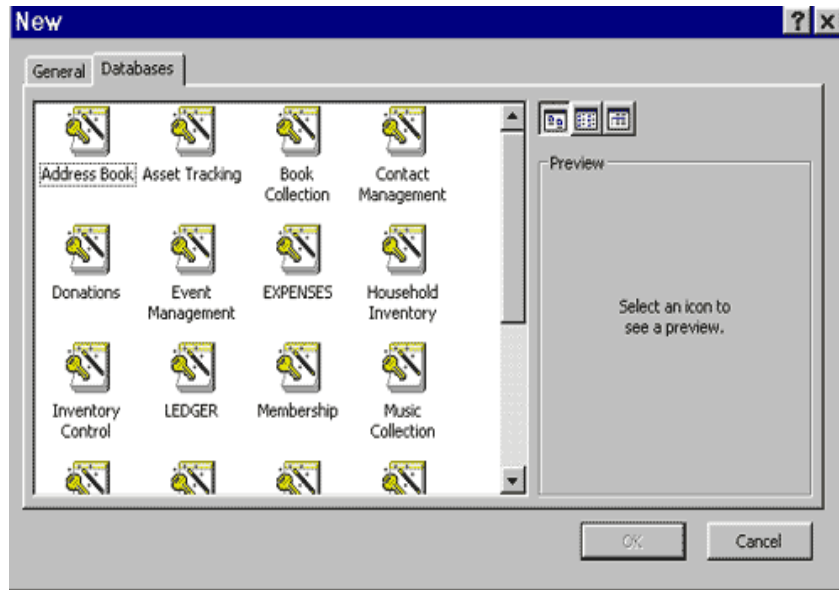 New
General Databases
Address Book Asset Tracking Book Contact
Collection Management
Donations Event EXPENSES Household
Management Inventory
Inventory LEDGER Membership Music
Control Collection
Preview
Select an icon to
see a preview.
OK Cancel